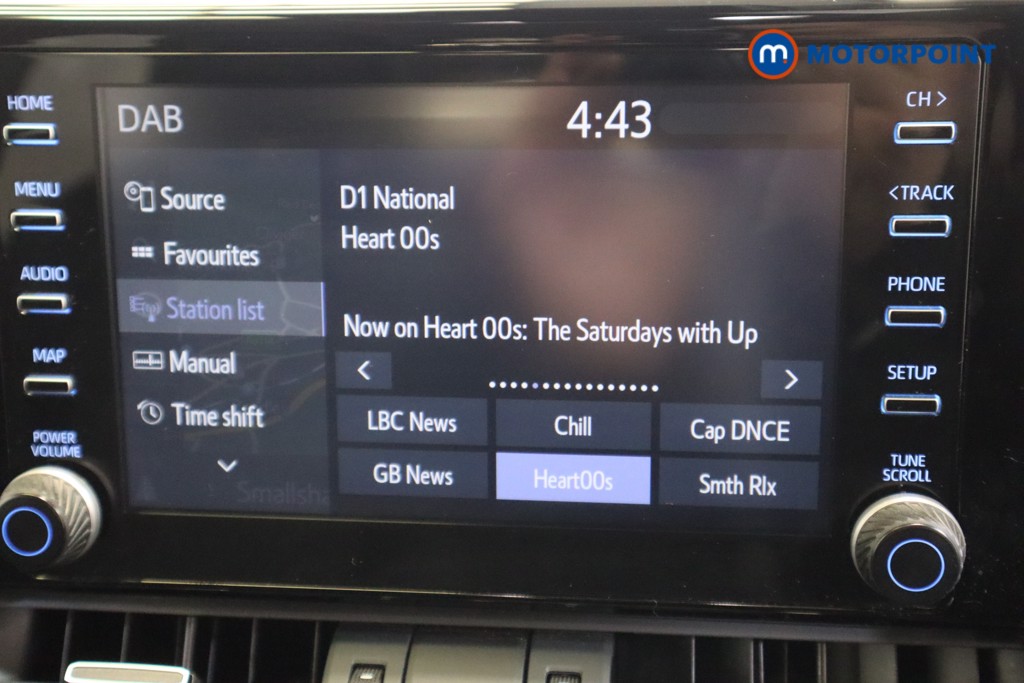 m MOTORPOINT
HOME
MENU
AUDIO
MAP
POWER
VOLUME
DAB
4:43
Source
Favourites
Station list
Manual
Time shift
D1 National
Heart 00s
Now on Heart 00s: The Saturdays with Up
LBC News Chill Cap DNCE
GB News Heart00s Smth Rlx
CH >
< TRACK
PHONE
SETUP
TUNE
SCROLL